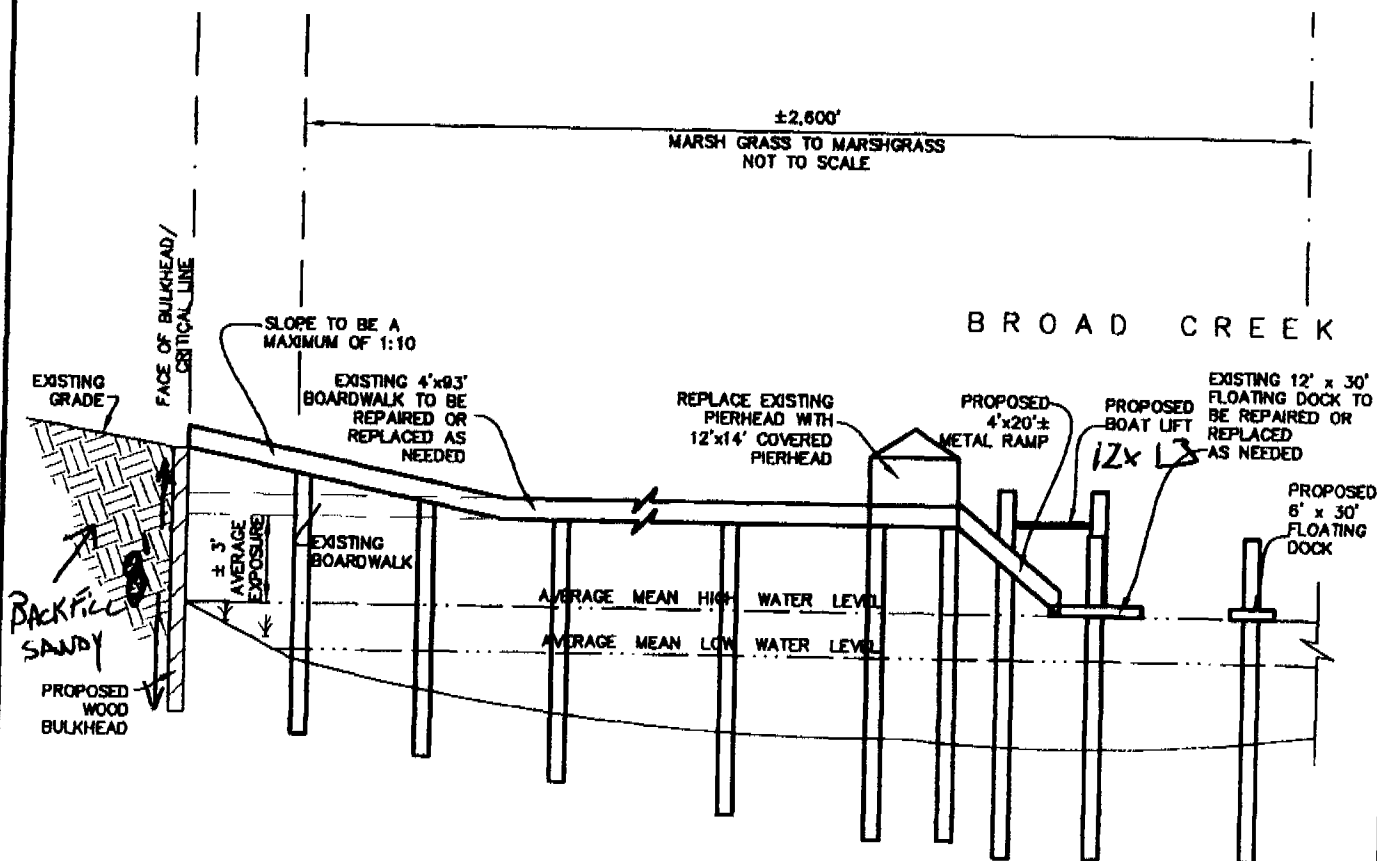 ±2,600'
MARSH GRASS TO MARSHGRASS
NOT TO SCALE
FACE OF BULKHEAD/
CRITICAL LINE
BROAD CREEK
SLOPE TO BE A
MAXIMUM OF 1:10
EXISTING
GRADE
EXISTING 4'x93'
BOARDWALK TO BE
REPAIRED OR
REPLACED AS
NEEDED
REPLACE EXISTING
PIERHEAD WITH
12'x14' COVERED
PIERHEAD
PROPOSED
4'x20'±
METAL RAMP
PROPOSED
BOAT LIFT
12x
EXISTING 12' x 30'
FLOATING DOCK TO
BE REPAIRED OR
REPLACED
AS NEEDED
PROPOSED
6' x 30'
FLOATING
DOCK
± 3'
AVERAGE
EXPOSURE
EXISTING
BOARDWALK
AVERAGE MEAN HIGH WATER LEVEL
AVERAGE MEAN LOW WATER LEVEL
BACKFILL
SANDY
PROPOSED
WOOD
BULKHEAD